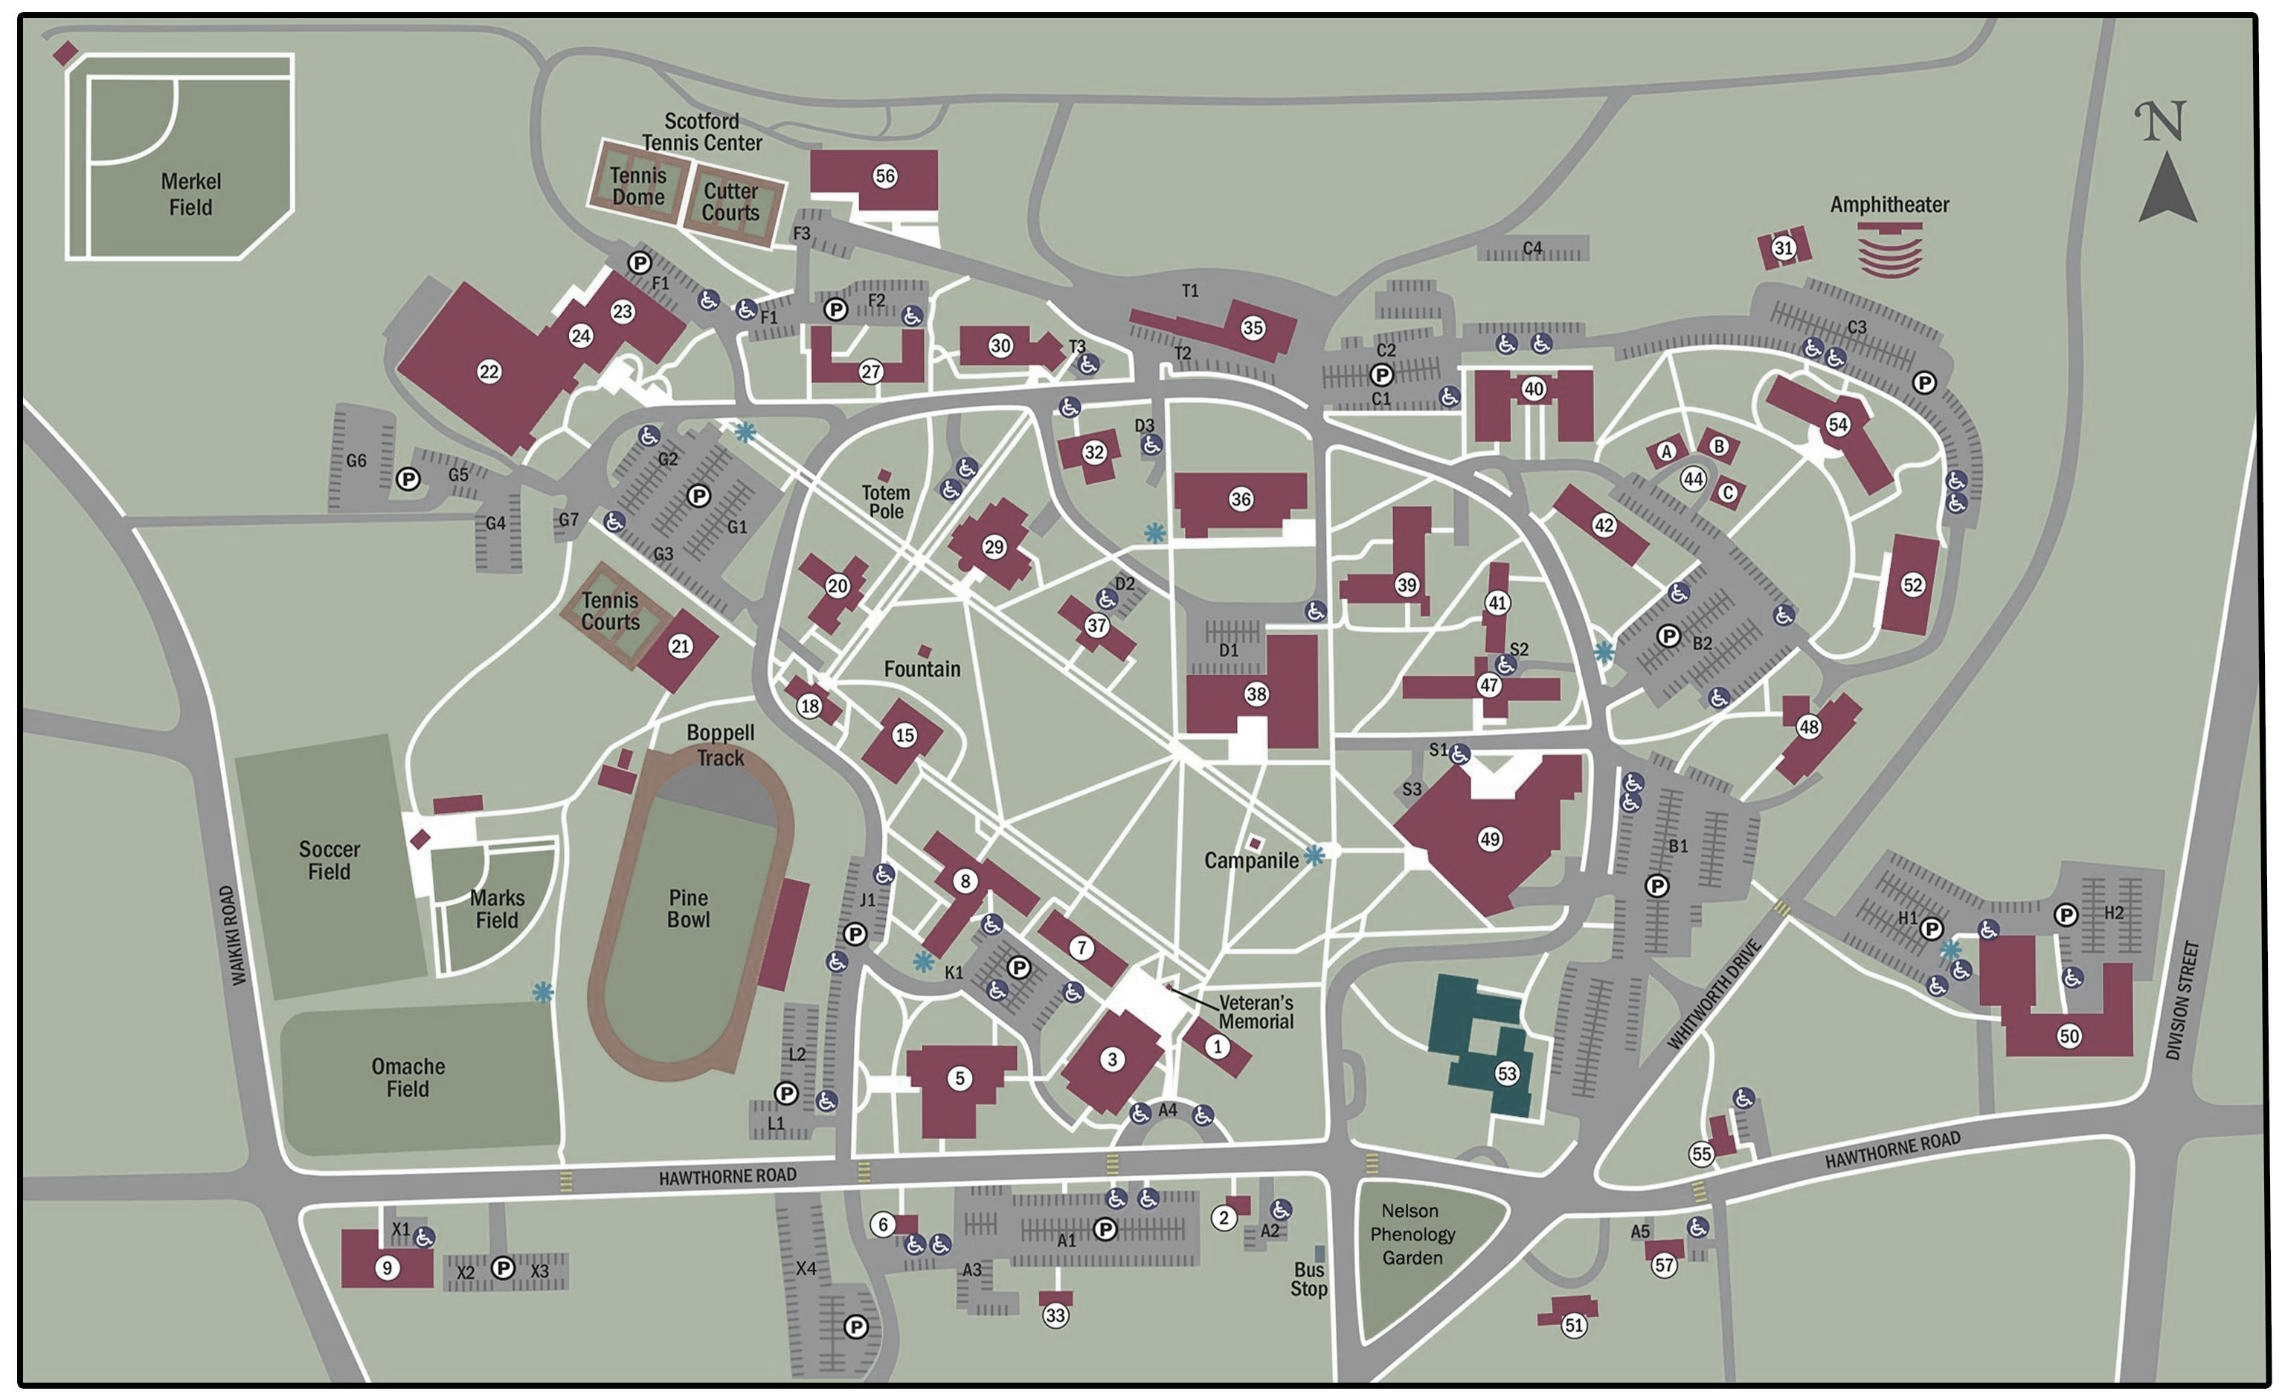 N
Scotford
Tennis Center
Tennis
Dome
Cutter
Courts
56
Merkel
Field
Amphitheater
31
C4
F3
P
F1
23
24
22
F1
P
F2
27
30
T3
T1
35
T2
C2
P
C1
40
C3
P
54
A
B
44
C
G6
P
G5
G4
G7
G2
P
G1
G3
Totem
Pole
32
D3
36
29
42
39
41
52
20
D2
37
Tennis
Courts
21
Fountain
D1
S2
P
B2
18
15
38
47
48
Boppell
Track
S1
S3
Soccer
Field
Marks
Field
Pine
Bowl
8
J1
P
Campanile
49
B1
P
H1
P
P
H2
WAIKIKI ROAD
K1
P
7
Veteran's
Memorial
WHITWORTH DRIVE
DIVISION STREET
50
Omache
Field
L2
P
L1
5
3
1
A4
53
55
HAWTHORNE ROAD
HAWTHORNE ROAD
X1
9
X2
P
X3
X4
P
6
A1
P
A3
33
2
A2
Bus
Stop
Nelson
Phenology
Garden
A5
57
51